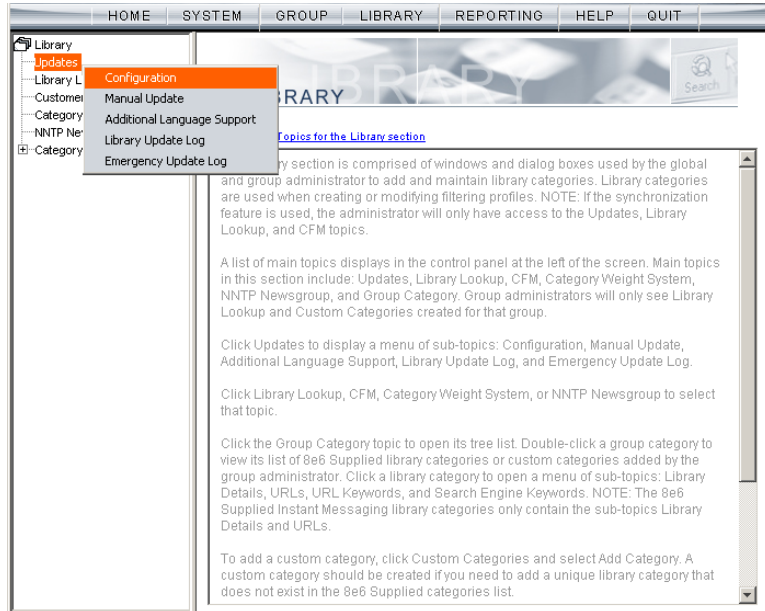 HOME SYSTEM GROUP LIBRARY REPORTING HELP QUIT
Library
Updates
Library L
Customer
Category
NNTP Ne
Category
Configuration
Manual Update
Additional Language Support
Library Update Log
Emergency Update Log
LIBRARY
RARY
Search
Topics for the Library section
ry section is comprised of windows and dialog boxes used by the global
and group administrator to add and maintain library categories. Library categories
are used when creating or modifying filtering profiles. NOTE: If the synchronization
feature is used, the administrator will only have access to the Updates, Library
Lookup, and CFM topics.
A list of main topics displays in the control panel at the left of the screen. Main topics
in this section include: Updates, Library Lookup, CFM, Category Weight System,
NNTP Newsgroup, and Group Category. Group administrators will only see Library
Lookup and Custom Categories created for that group.
Click Updates to display a menu of sub-topics: Configuration, Manual Update,
Additional Language Support, Library Update Log, and Emergency Update Log.
Click Library Lookup, CFM, Category Weight System, or NNTP Newsgroup to select
that topic.
Click the Group Category topic to open its tree list. Double-click a group category to
view its list of 8e6 Supplied library categories or custom categories added by the
group administrator. Click a library category to open a menu of sub-topics: Library
Details, URLs, URL Keywords, and Search Engine Keywords. NOTE: The 8e6
Supplied Instant Messaging library categories only contain the sub-topics Library
Details and URLs.
To add a custom category, click Custom Categories and select Add Category. A
custom category should be created if you need to add a unique library category that
does not exist in the 8e6 Supplied categories list.